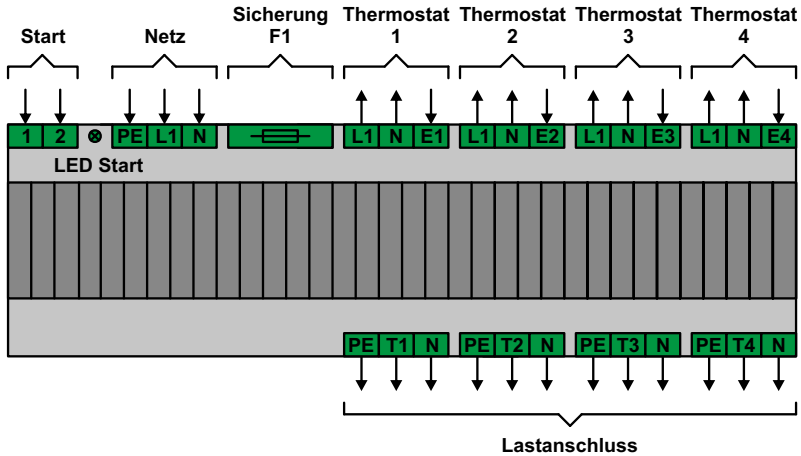 Sicherung Thermostat Thermostat Thermostat Thermostat
Start Netz F1 1 2 3 4
1 2 PE L1 N L1 N E1 L1 N E2 L1 N E3 L1 N E4
LED Start
PE T1 N PE T2 N PE T3 N PE T4 N
Lastanschluss